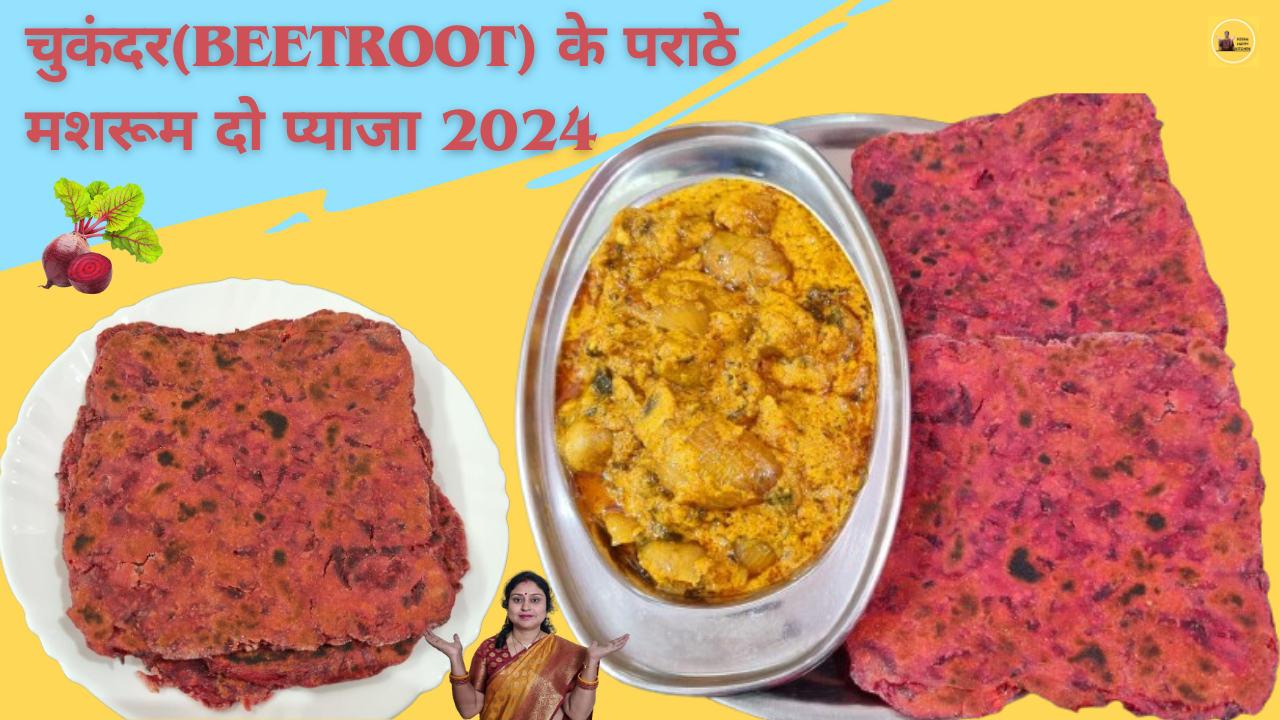 चुकंदर(BEETROOT) के पराठे
मशरूम दो प्याजा 2024